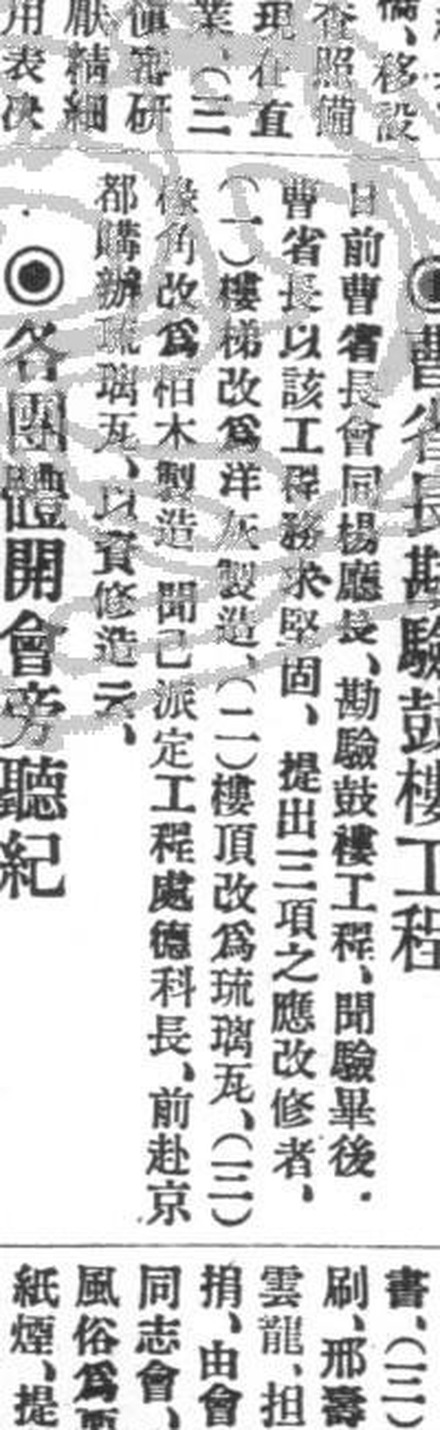 橋、移設
查照備
現在直
業、(三
慎審研
厭精細
用表决
◉曹省長勘驗鼓樓工程
日前曹省長會同楊廳長、勘驗鼓樓工程、聞驗畢後、
曹省長以該工程務求堅固、提出三項之應改修者、
(一)樓梯改爲洋灰製造、(二)樓頂改爲琉璃瓦、(三)
椽角改爲柏木製造 聞已派定工程處德科長、前赴京
都購辦琉璃瓦、以資修造云、
◉各團體開會旁聽紀
書、(三)
刷、邢壽
雲龍、担
捐、由會
同志會、
風俗爲
紙煙、提